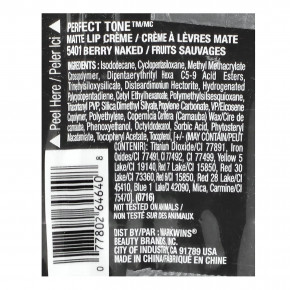 Peel Here / Peler Ici
PERFECT TONE™/MC
MATTE LIP CRÈME / CRÈME À LÈVRES MATE
5401 BERRY NAKED / FRUITS SAUVAGES
INGREDIENTS: Isododecane, Cyclopentasiloxane, Methyl Methacrylate
Crosspolymer, Dipentaerythrityl Hexa C5-9 Acid Esters,
Trimethylsiloxysilicate, Disteardimonium Hectorite, Hydrogenated
Polycyclopentadiene, Cetyl Ethylhexanoate, Polymethylsilsesquioxane,
Tocopheryl, PVP, Silica Dimethyl Silylate, Propylene Carbonate, VP/Eicosene
Copolymer, Polyethylene, Copernicia Cerifera (Carnauba) Wax/Cire de
carnauba, Phenoxyethanol, Octyldodecanol, Sorbic Acid, Phytosteryl
Alcohol, Tocopheryl Acetate, Tocopherol, [+/- (MAY CONTAIN/PEUT
CONTENIR): Titanium Dioxide/CI 77891, Iron
Oxides/CI 77491, CI 77492, CI 77499, Yellow 5
Lake/CI 19140, Red 7 Lake/CI 15850, Red 30
Lake/CI 73360, Red 6/CI 15850, Red 28 Lake/CI
45410, Blue 1 Lake/CI 42090, Mica, Carmine/CI
75470). (0716)
NOT TESTED ON ANIMALS /
NON TESTÉ SUR DES ANIMAUX
DIST BY/PAR : MARKWINS®
BEAUTY BRANDS, INC.
CITY OF INDUSTRY, CA 91789 USA
MADE IN CHINA/FABRIQUÉ EN CHINE
0 77802 64640 8